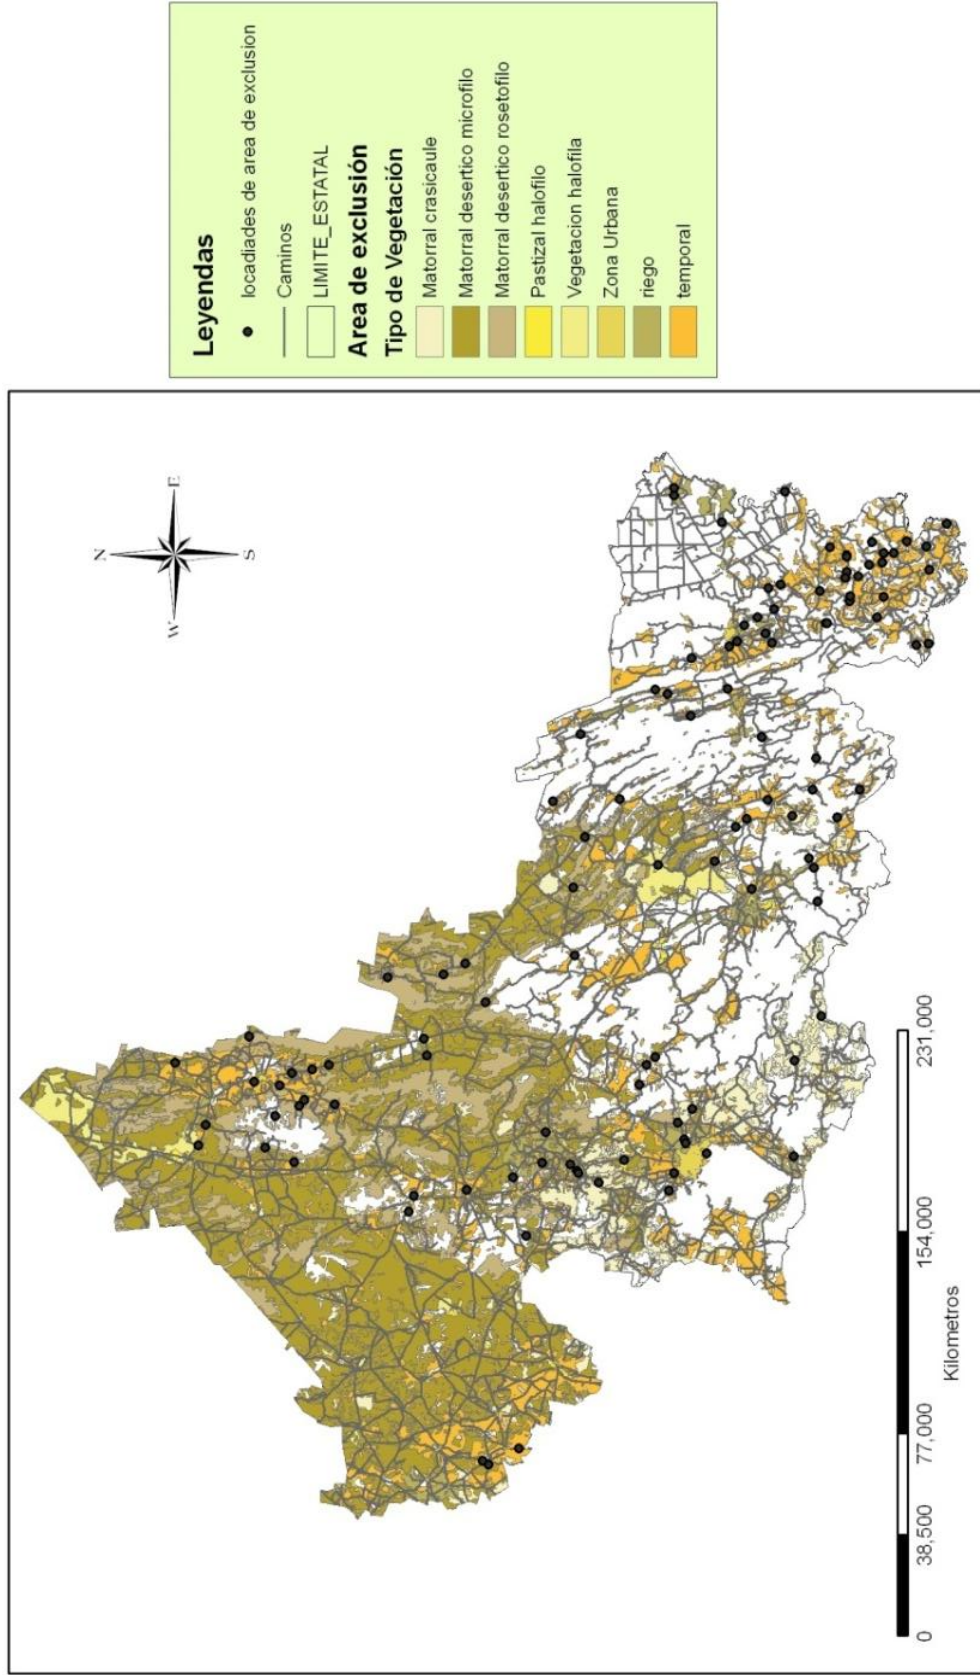 Leyendas
locadiades de area de exclusion
Caminos
LIMITE_ESTATAL
Area de exclusión
Tipo de Vegetación
Matorral crasicaule
Matorral desertico microfilo
Matorral desertico rosetofilo
Pastizal halofilo
Vegetacion halofila
Zona Urbana
riego
temporal
N
W
E
S
0 38,500 77,000 154,000 231,000
Kilometros